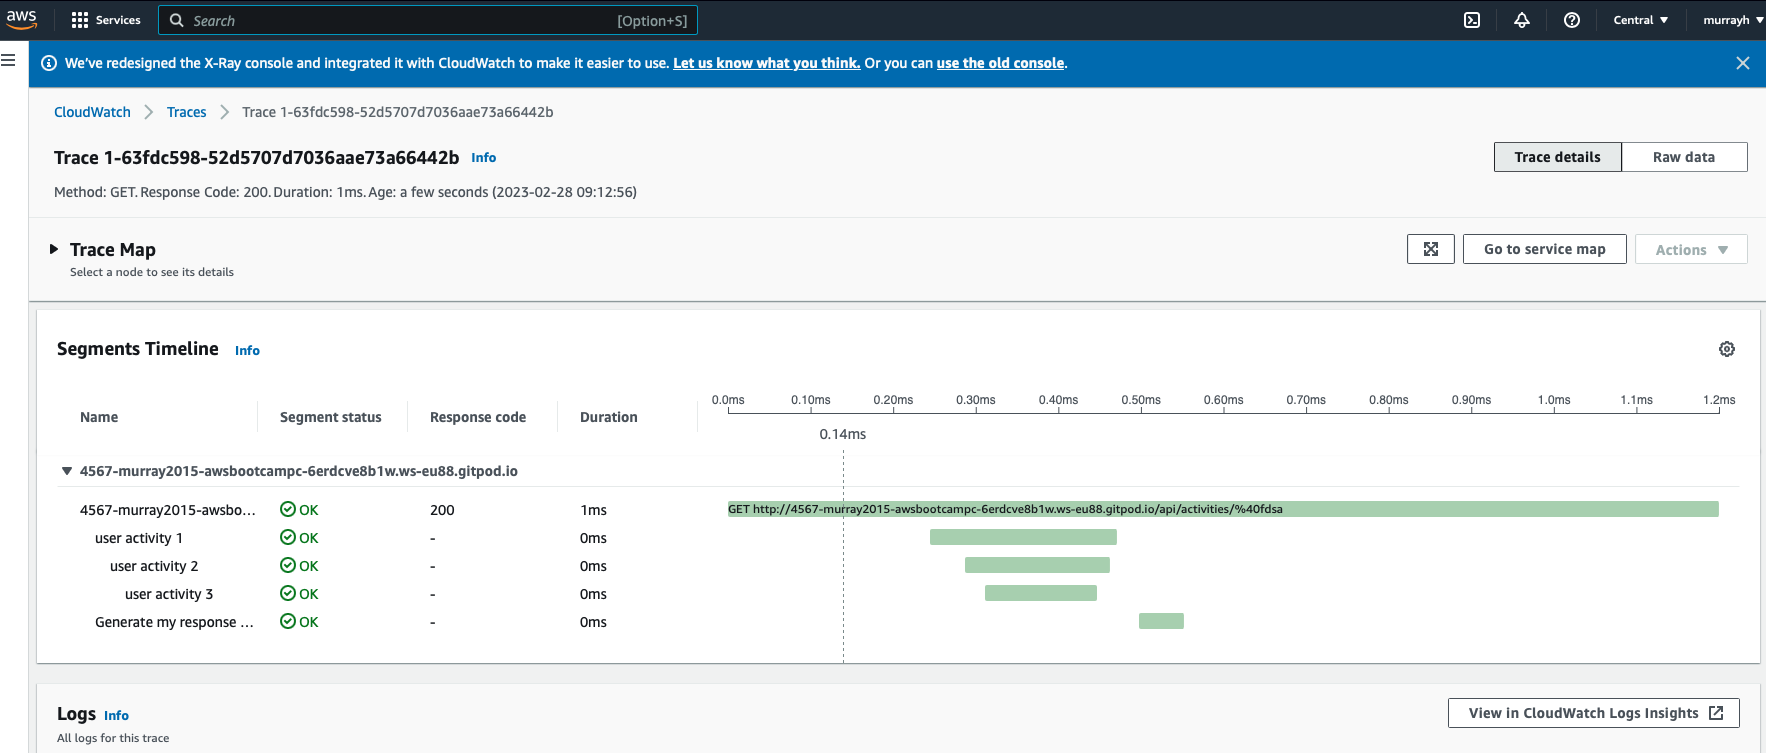 aws Services Search [Option+S] Central murrayh
We've redesigned the X-Ray console and integrated it with CloudWatch to make it easier to use. Let us know what you think. Or you can use the old console.
CloudWatch Traces Trace 1-63fdc598-52d5707d7036aae73a66442b
Trace 1-63fdc598-52d5707d7036aae73a66442b Info Trace details Raw data
Method: GET. Response Code: 200. Duration: 1ms. Age: a few seconds (2023-02-28 09:12:56)
Trace Map Go to service map Actions
Select a node to see its details
Segments Timeline Info
0.0ms 0.10ms 0.20ms 0.30ms 0.40ms 0.50ms 0.60ms 0.70ms 0.80ms 0.90ms 1.0ms 1.1ms 1.2ms
Name Segment status Response code Duration
0.14ms
4567-murray2015-awsbootcampc-6erdcve8b1w.ws-eu88.gitpod.io
4567-murray2015-awsbo... OK 200 1ms GET http://4567-murray2015-awsbootcampc-6erdcve8b1w.ws-eu88.gitpod.io/api/activities/%40fdsa
user activity 1 OK - 0ms
user activity 2 OK - 0ms
user activity 3 OK - 0ms
Generate my response ... OK - 0ms
Logs Info View in CloudWatch Logs Insights
All logs for this trace